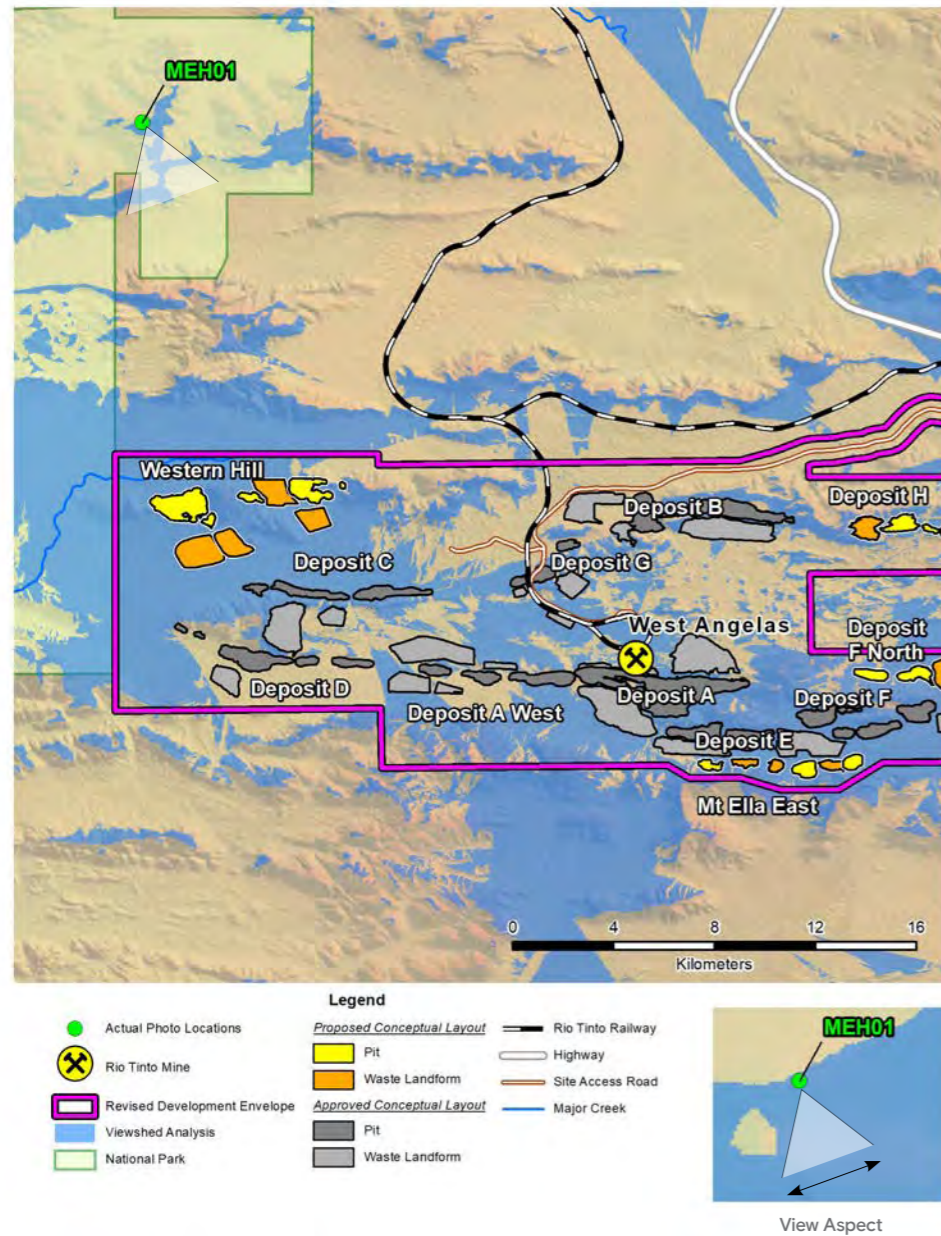 MEH01
Western Hill
Deposit B
Deposit H
Deposit C
Deposit G
West Angelas
Deposit
F North
Deposit D
Deposit A
Deposit F
Deposit A West
Deposit E
Mt Ella East
0 4 8 12 16
Kilometers
Legend
Actual Photo Locations
Rio Tinto Mine
Revised Development Envelope
Viewshed Analysis
National Park
Proposed Conceptual Layout
Pit
Waste Landform
Approved Conceptual Layout
Pit
Waste Landform
Rio Tinto Railway
Highway
Site Access Road
Major Creek
MEH01
View Aspect